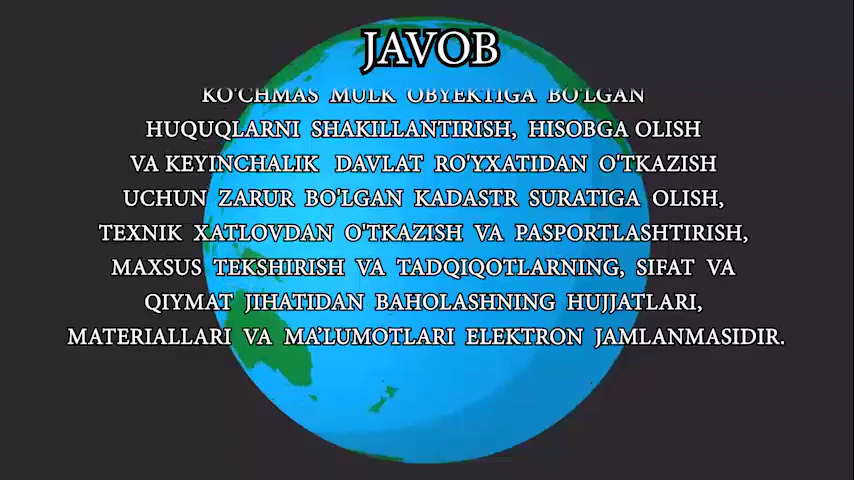 JAVOB
KO'CHMAS MULK OBYEKTIGA BO'LGAN
HUQUQLARNI SHAKILLANTIRISH, HISOBGA OLISH
VA KEYINCHALIK DAVLAT RO'YXATIDAN O'TKAZISH
UCHUN ZARUR BO'LGAN KADASTR SURATIGA OLISH,
TEXNIK XATLOVDAN O'TKAZISH VA PASPORTLASHTIRISH,
MAXSUS TEKSHIRISH VA TADQIQOTLARNING, SIFAT VA
QIYMAT JIHATIDAN BAHOLASHNING HUJJATLARI,
MATERIALLARI VA MA’LUMOTLARI ELEKTRON JAMLANMASIDIR.